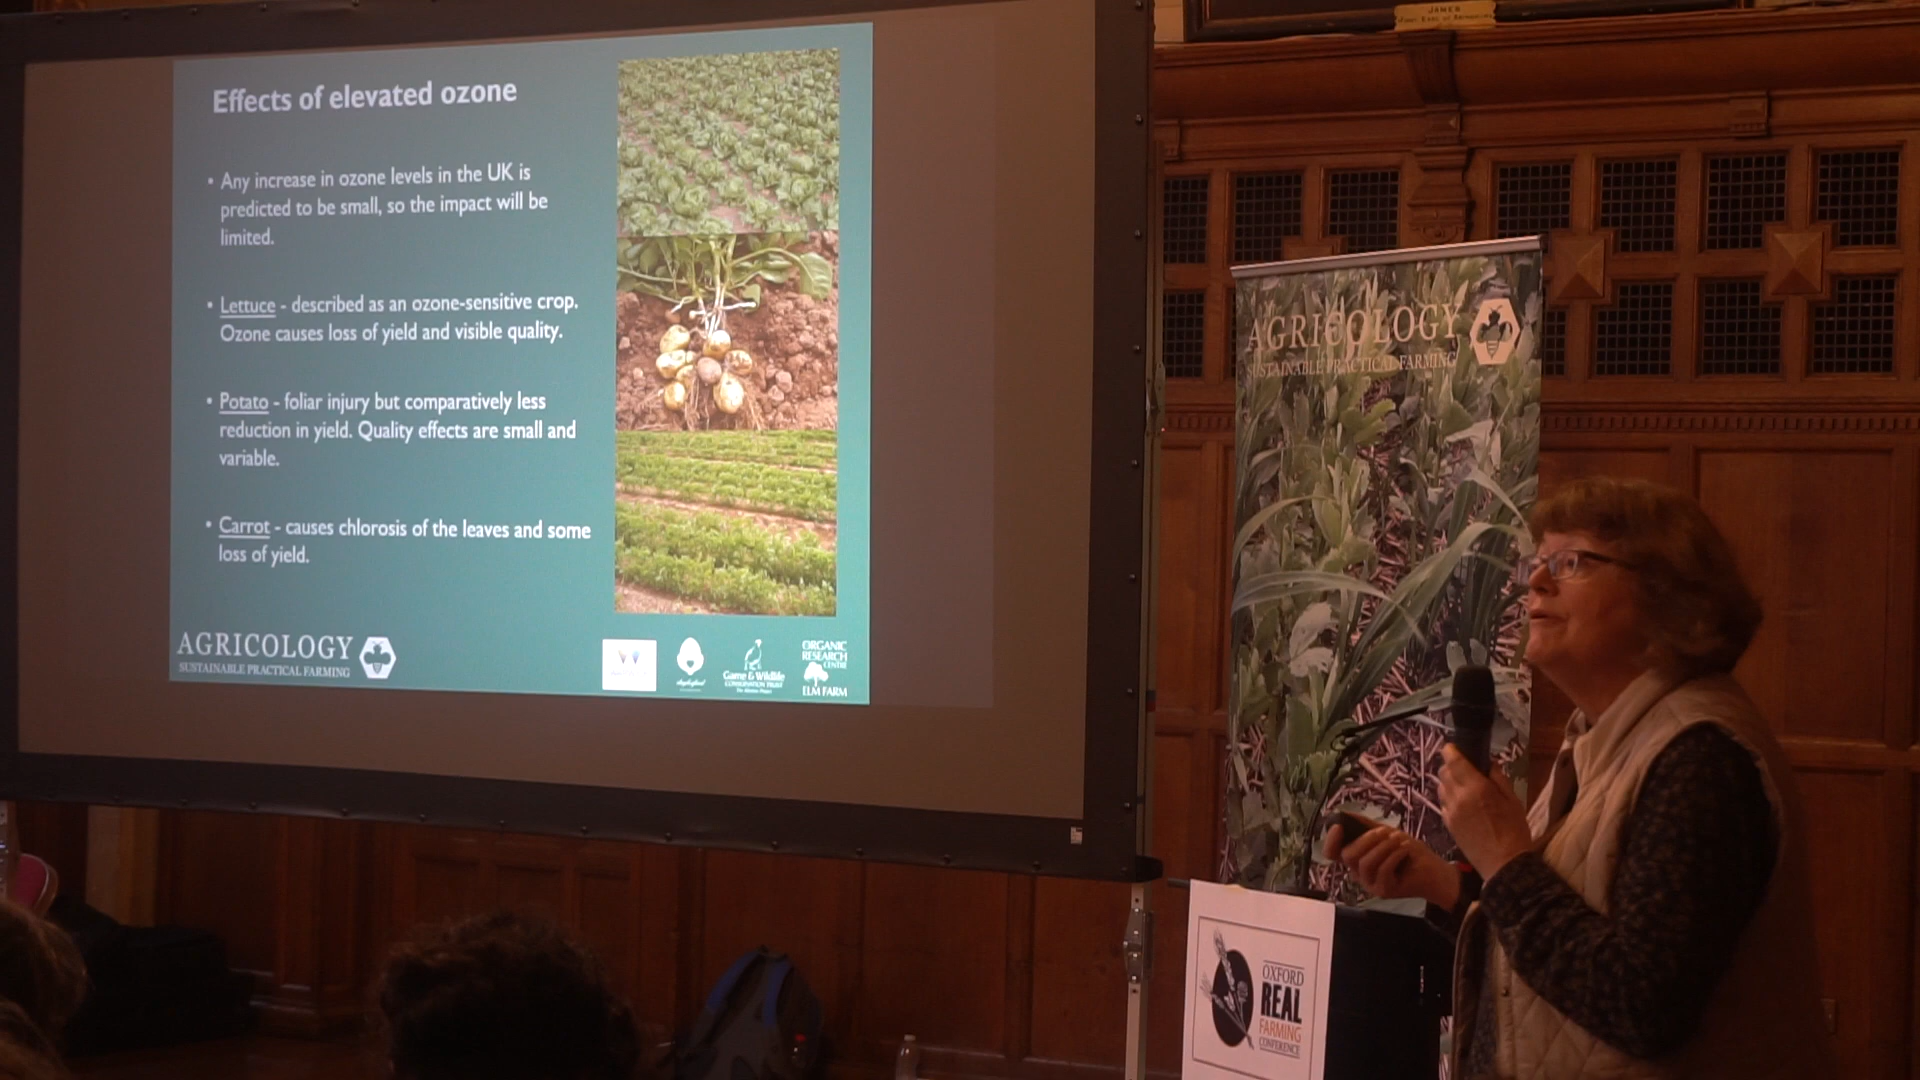 JAMES
Effects of elevated ozone
• Any increase in ozone levels in the UK is
predicted to be small, so the impact will be
limited.
• Lettuce - described as an ozone-sensitive crop.
Ozone causes loss of yield and visible quality.
• Potato - foliar injury but comparatively less
reduction in yield. Quality effects are small and
variable.
• Carrot - causes chlorosis of the leaves and some
loss of yield.
AGRICOLOGY
SUSTAINABLE PRACTICAL FARMING
Game & Wildlife
CONSERVATION TRUST
ORGANIC
RESEARCH
CENTRE
ELM FARM
AGRICOLOGY
SUSTAINABLE PRACTICAL FARMING
OXFORD
REAL
FARMING
CONFERENCE